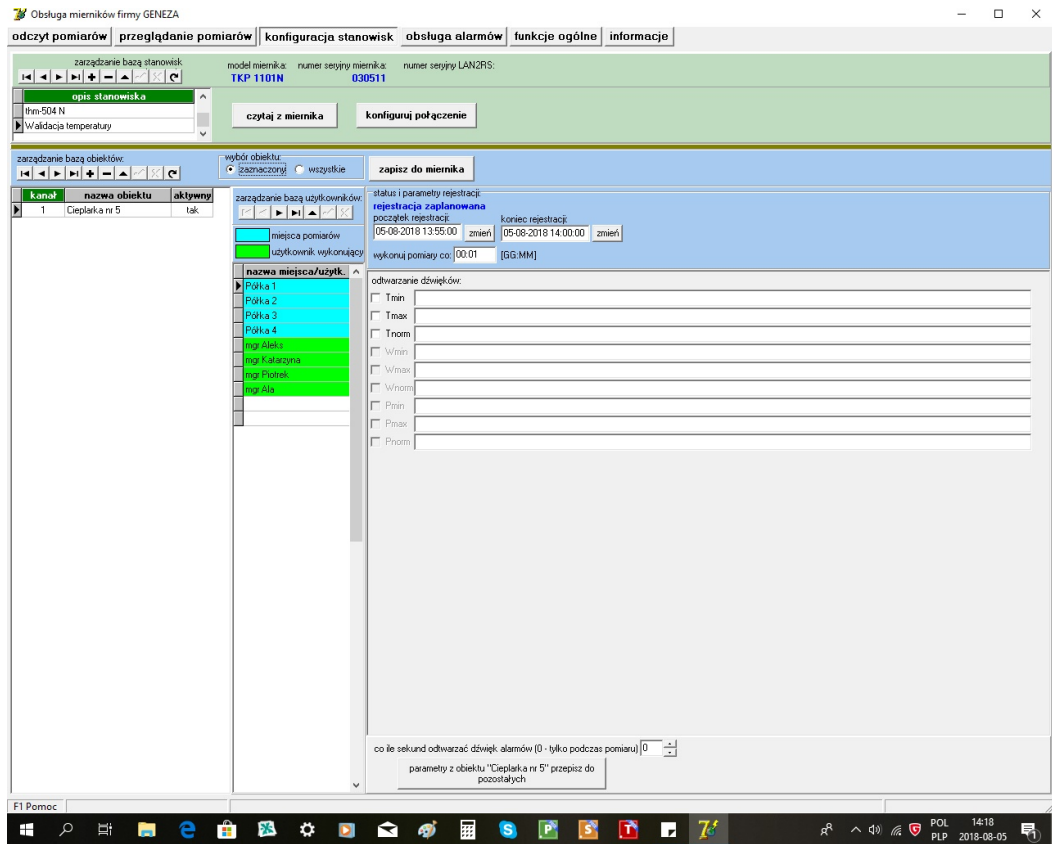 Obsługa mierników firmy GENEZA
odczyt pomiarów przeglądanie pomiarów konfiguracja stanowisk obsługa alarmów funkcje ogólne informacje
zarządzanie bazą stanowisk
model miernika: numer seryjny miernika: numer seryjny LAN2RS:
TKP 1101N 030511
opis stanowiska
thm-504 N
Walidacja temperatury
czytaj z miernika konfiguruj połączenie
zarządzanie bazą obiektów:
wybór obiektu:
zaznaczony wszystkie
zapisz do miernika
kanał nazwa obiektu aktywny
1 Cieplarka nr 5 tak
zarządzanie bazą użytkowników:
miejsca pomiarów
użytkownik wykonujący
nazwa miejsca/użytk.
Półka 1
Półka 2
Półka 3
Półka 4
mgr Aleks
mgr Katarzyna
mgr Piotrek
mgr Ala
status i parametry rejestracji:
rejestracja zaplanowana
początek rejestracji: koniec rejestracji:
05-08-2018 13:55:00 zmień 05-08-2018 14:00:00 zmień
wykonuj pomiary co: 00:01 [GG:MM]
odtwarzanie dźwięków:
Tmin
Tmax
Tnorm
Wmin
Wmax
Wnorm
Pmin
Pmax
Pnorm
co ile sekund odtwarzać dźwięk alarmów (0 - tylko podczas pomiaru) 0
parametry z obiektu "Cieplarka nr 5" przepisz do
pozostałych
F1 Pomoc
POL 14:18
PLP 2018-08-05